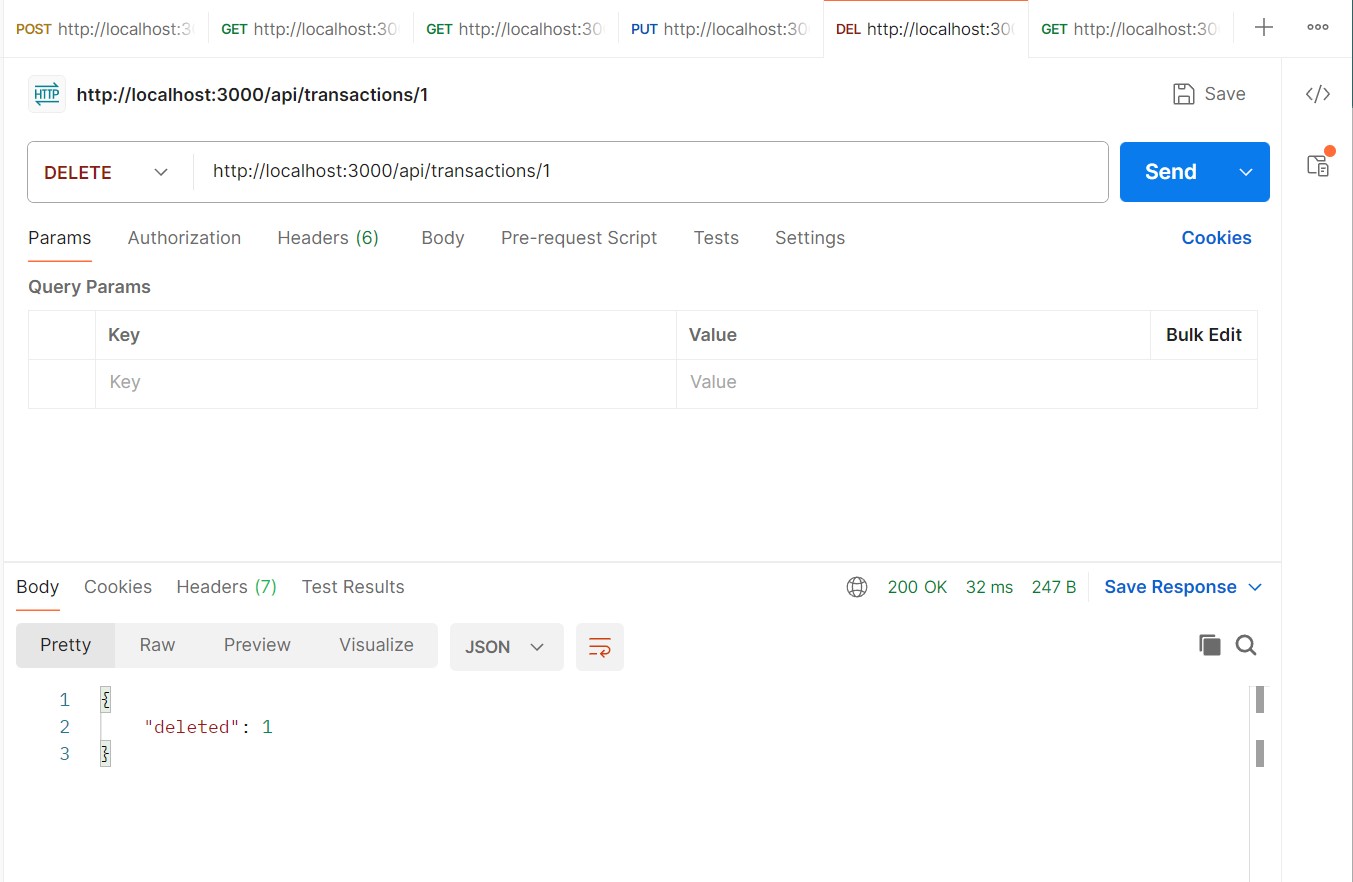 POST http://localhost:3 GET http://localhost:30 GET http://localhost:30 PUT http://localhost:30 DEL http://localhost:30 GET http://localhost:30
HTTP http://localhost:3000/api/transactions/1 Save
DELETE http://localhost:3000/api/transactions/1 Send
Params Authorization Headers (6) Body Pre-request Script Tests Settings Cookies
Query Params
Key Value Bulk Edit
Key Value
Body Cookies Headers (7) Test Results 200 OK 32 ms 247 B Save Response
Pretty Raw Preview Visualize JSON
1 {
2 "deleted": 1
3 }